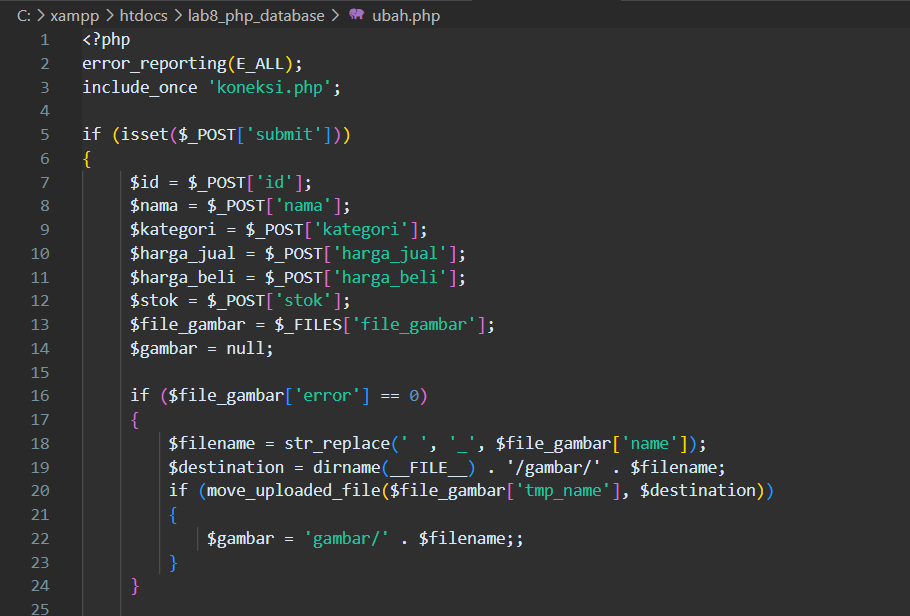 C: > xampp > htdocs > lab8_php_database > ubah.php
1 <?php
2 error_reporting(E_ALL);
3 include_once 'koneksi.php';
4
5 if (isset($_POST['submit']))
6 {
7 $id = $_POST['id'];
8 $nama = $_POST['nama'];
9 $kategori = $_POST['kategori'];
10 $harga_jual = $_POST['harga_jual'];
11 $harga_beli = $_POST['harga_beli'];
12 $stok = $_POST['stok'];
13 $file_gambar = $_FILES['file_gambar'];
14 $gambar = null;
15
16 if ($file_gambar['error'] == 0)
17 {
18 $filename = str_replace(' ', '_', $file_gambar['name']);
19 $destination = dirname(__FILE__) . '/gambar/' . $filename;
20 if (move_uploaded_file($file_gambar['tmp_name'], $destination))
21 {
22 $gambar = 'gambar/' . $filename;;
23 }
24 }
25